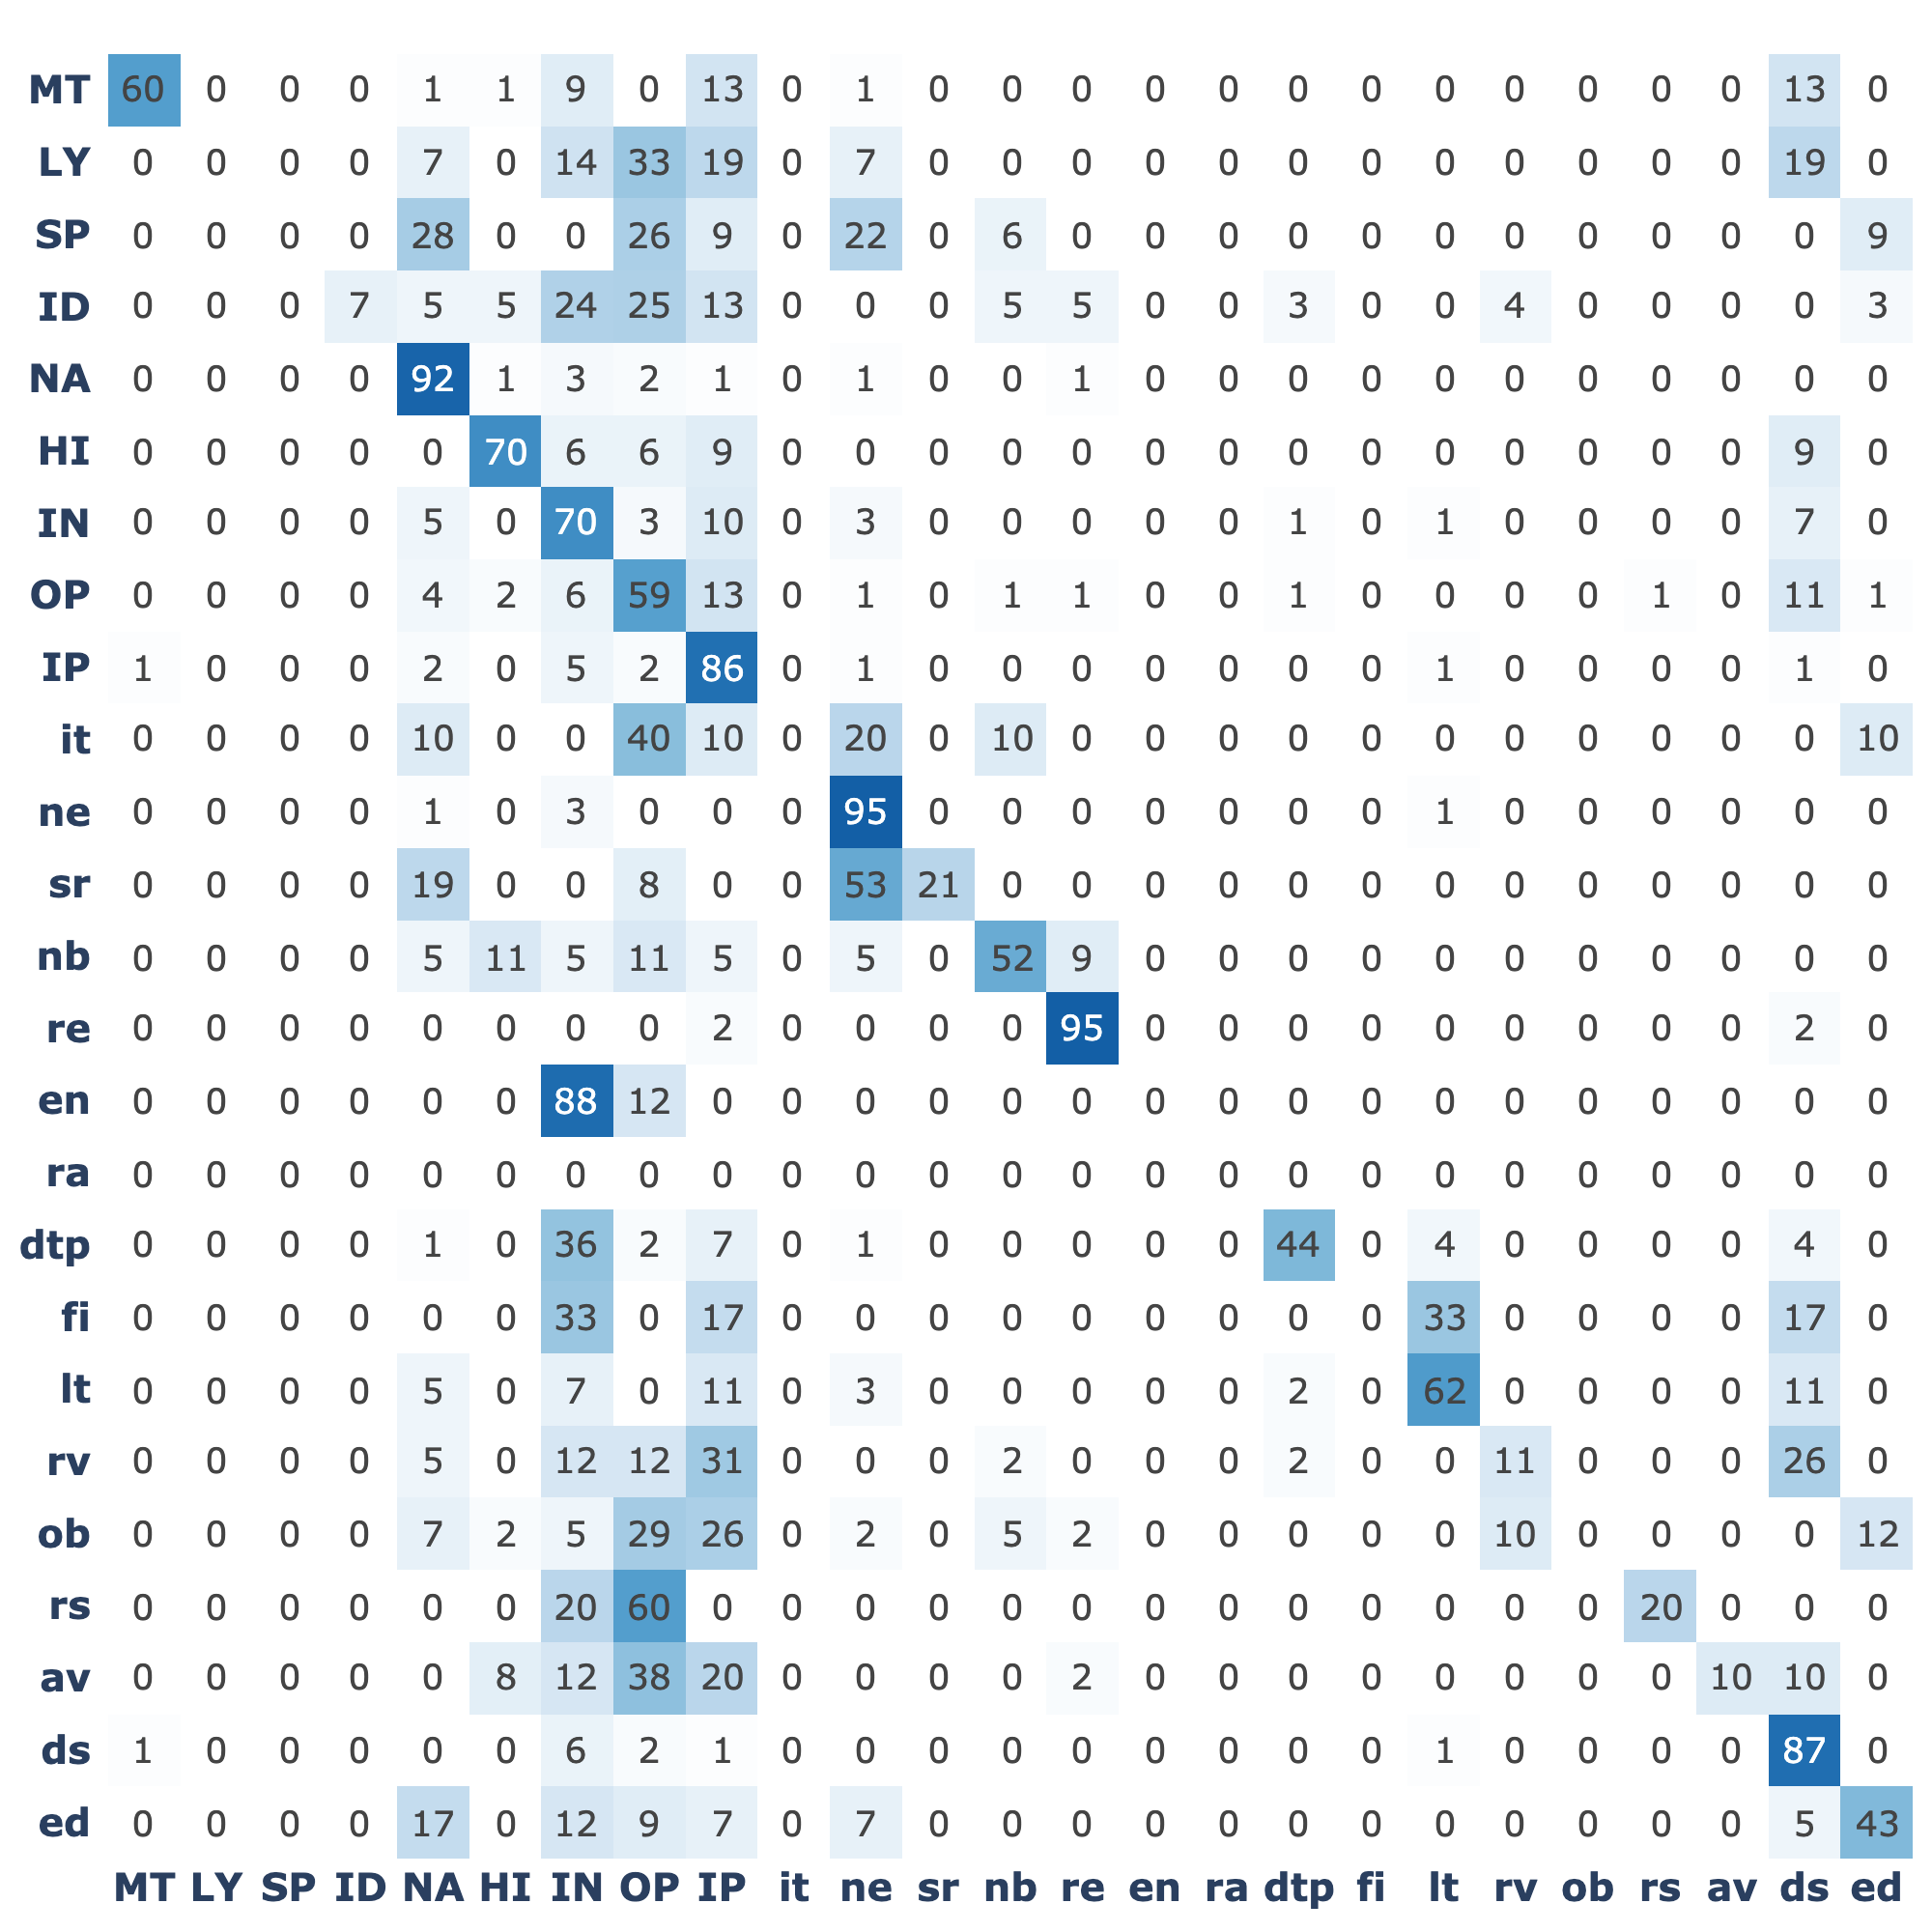 MT 60 0 0 0 1 1 9 0 13 0 1 0 0 0 0 0 0 0 0 0 0 0 0 13 0
LY 0 0 0 0 7 0 14 33 19 0 7 0 0 0 0 0 0 0 0 0 0 0 0 19 0
SP 0 0 0 0 28 0 0 26 9 0 22 0 6 0 0 0 0 0 0 0 0 0 0 0 9
ID 0 0 0 7 5 5 24 25 13 0 0 0 5 5 0 0 3 0 0 4 0 0 0 0 3
NA 0 0 0 0 92 1 3 2 1 0 1 0 0 1 0 0 0 0 0 0 0 0 0 0 0
HI 0 0 0 0 0 70 6 6 9 0 0 0 0 0 0 0 0 0 0 0 0 0 0 9 0
IN 0 0 0 0 5 0 70 3 10 0 3 0 0 0 0 0 1 0 1 0 0 0 0 7 0
OP 0 0 0 0 4 2 6 59 13 0 1 0 1 1 0 0 1 0 0 0 0 1 0 11 1
IP 1 0 0 0 2 0 5 2 86 0 1 0 0 0 0 0 0 0 1 0 0 0 0 1 0
it 0 0 0 0 10 0 0 40 10 0 20 0 10 0 0 0 0 0 0 0 0 0 0 0 10
ne 0 0 0 0 1 0 3 0 0 0 95 0 0 0 0 0 0 0 1 0 0 0 0 0 0
sr 0 0 0 0 19 0 0 8 0 0 53 21 0 0 0 0 0 0 0 0 0 0 0 0 0
nb 0 0 0 0 5 11 5 11 5 0 5 0 52 9 0 0 0 0 0 0 0 0 0 0 0
re 0 0 0 0 0 0 0 0 2 0 0 0 0 95 0 0 0 0 0 0 0 0 0 2 0
en 0 0 0 0 0 0 88 12 0 0 0 0 0 0 0 0 0 0 0 0 0 0 0 0 0
ra 0 0 0 0 0 0 0 0 0 0 0 0 0 0 0 0 0 0 0 0 0 0 0 0 0
dtp 0 0 0 0 1 0 36 2 7 0 1 0 0 0 0 0 44 0 4 0 0 0 0 4 0
fi 0 0 0 0 0 0 33 0 17 0 0 0 0 0 0 0 0 0 33 0 0 0 0 17 0
lt 0 0 0 0 5 0 7 0 11 0 3 0 0 0 0 0 2 0 62 0 0 0 0 11 0
rv 0 0 0 0 5 0 12 12 31 0 0 0 2 0 0 0 2 0 0 11 0 0 0 26 0
ob 0 0 0 0 7 2 5 29 26 0 2 0 5 2 0 0 0 0 0 10 0 0 0 0 12
rs 0 0 0 0 0 0 20 60 0 0 0 0 0 0 0 0 0 0 0 0 0 20 0 0 0
av 0 0 0 0 0 8 12 38 20 0 0 0 0 2 0 0 0 0 0 0 0 0 10 10 0
ds 1 0 0 0 0 0 6 2 1 0 0 0 0 0 0 0 0 0 1 0 0 0 0 87 0
ed 0 0 0 0 17 0 12 9 7 0 7 0 0 0 0 0 0 0 0 0 0 0 0 5 43
MT LY SP ID NA HI IN OP IP it ne sr nb re en ra dtp fi lt rv ob rs av ds ed